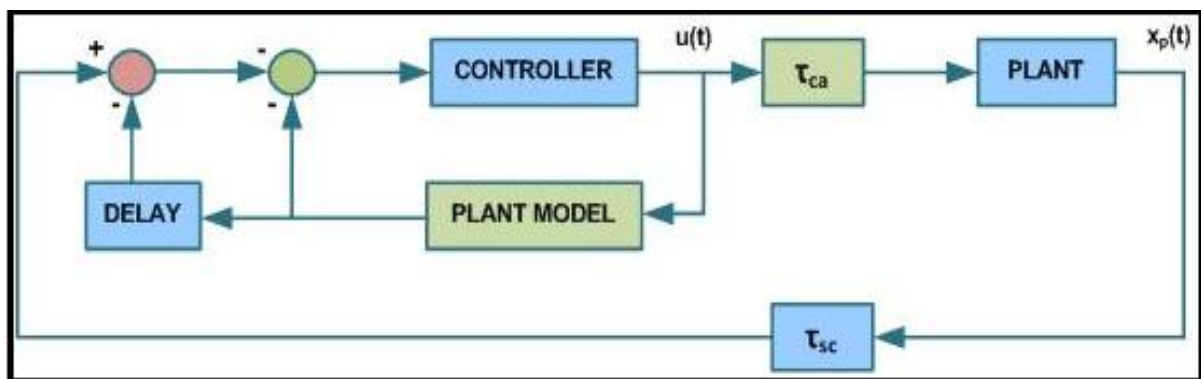 + - - - -
u(t) xₚ(t)
CONTROLLER τca PLANT
DELAY PLANT MODEL
τsc